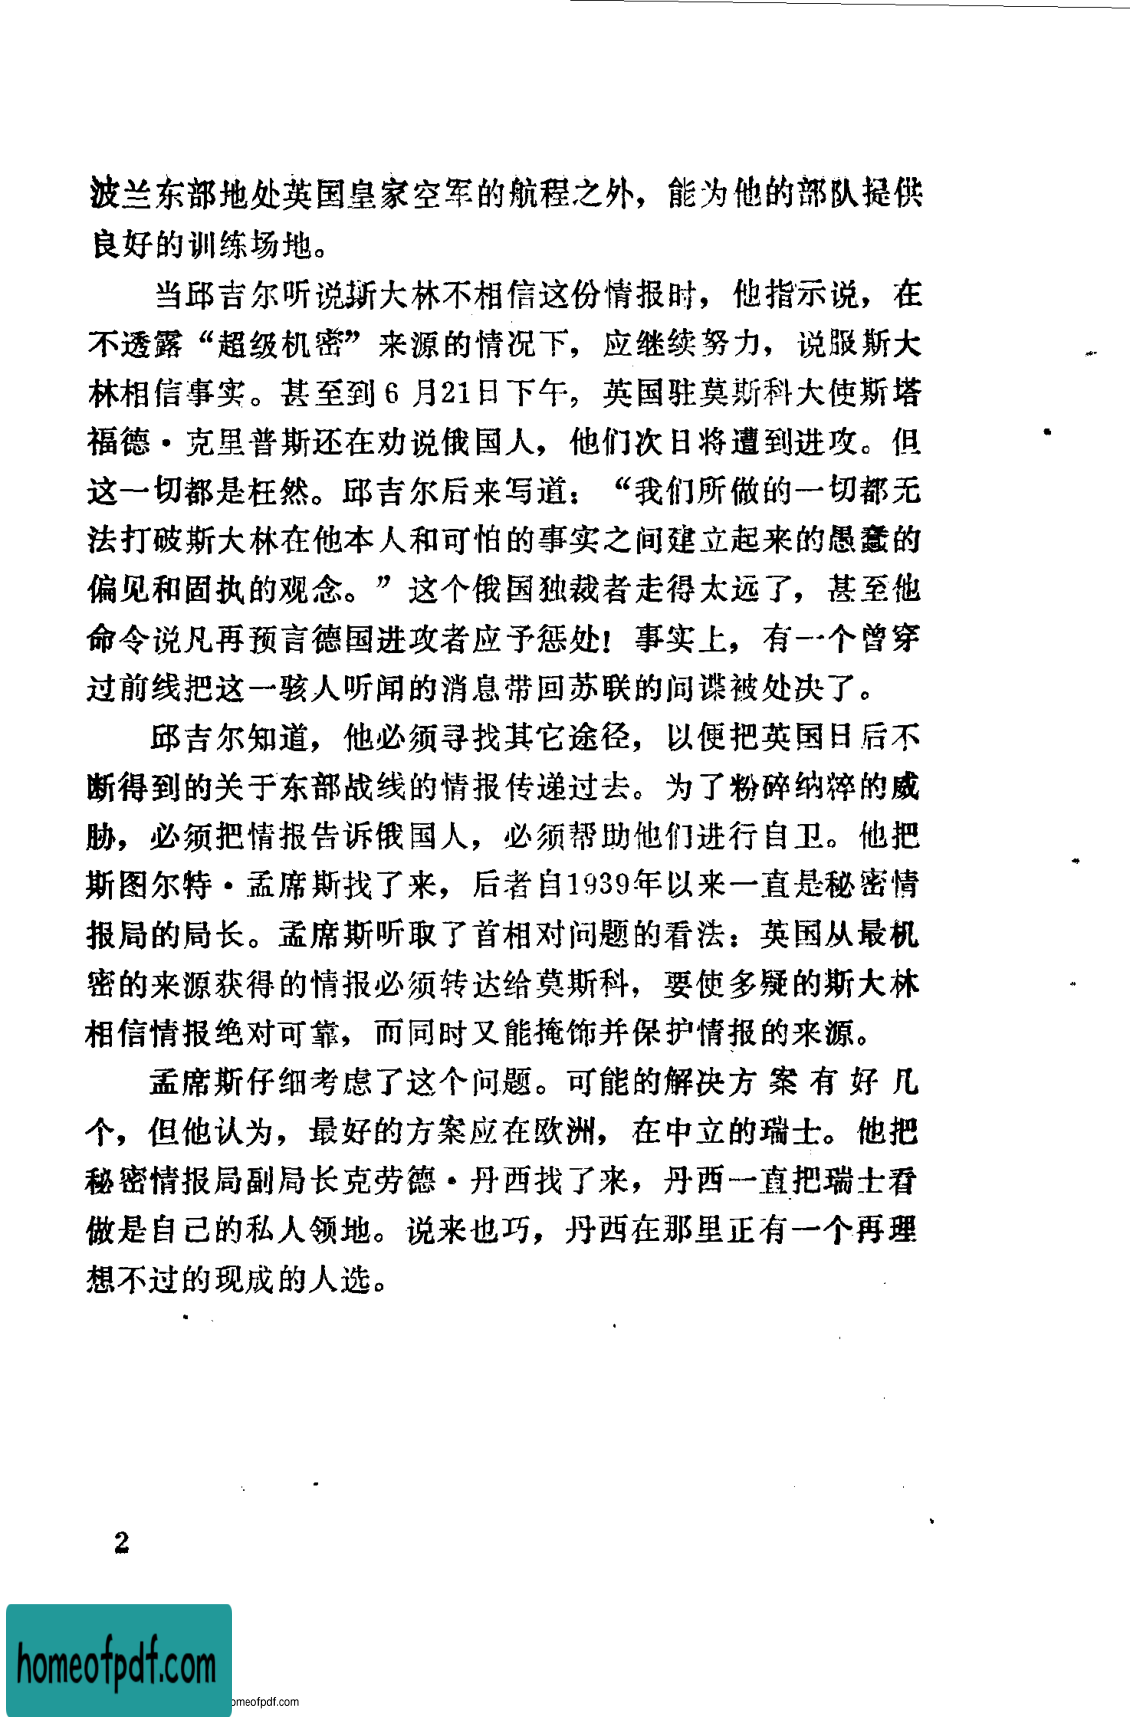 波兰东部地处英国皇家空军的航程之外，能为他的部队提供
良好的训练场地。
当邱吉尔听说斯大林不相信这份情报时，他指示说，在
不透露“超级机密”来源的情况下，应继续努力，说服斯大
林相信事实。甚至到6月21日下午，英国驻莫斯科大使斯塔
福德·克里普斯还在劝说俄国人，他们次日将遭到进攻。但
这一切都是枉然。邱吉尔后来写道：“我们所做的一切都无
法打破斯大林在他本人和可怕的事实之间建立起来的愚蠢的
偏见和固执的观念。”这个俄国独裁者走得太远了，甚至他
命令说凡再预言德国进攻者应予惩处！事实上，有一个曾穿
过前线把这一骇人听闻的消息带回苏联的间谍被处决了。
邱吉尔知道，他必须寻找其它途径，以便把英国日后不
断得到的关于东部战线的情报传递过去。为了粉碎纳粹的威
胁，必须把情报告诉俄国人，必须帮助他们进行自卫。他把
斯图尔特·孟席斯找了来，后者自1939年以来一直是秘密情
报局的局长。孟席斯听取了首相对问题的看法：英国从最机
密的来源获得的情报必须转达给莫斯科，要使多疑的斯大林
相信情报绝对可靠，而同时又能掩饰并保护情报的来源。
孟席斯仔细考虑了这个问题。可能的解决方案有好几
个，但他认为，最好的方案应在欧洲，在中立的瑞士。他把
秘密情报局副局长克劳德·丹西找了来，丹西一直把瑞士看
做是自己的私人领地。说来也巧，丹西在那里正有一个再理
想不过的现成的人选。
2
homeofpdf.com
omeofpdf.com